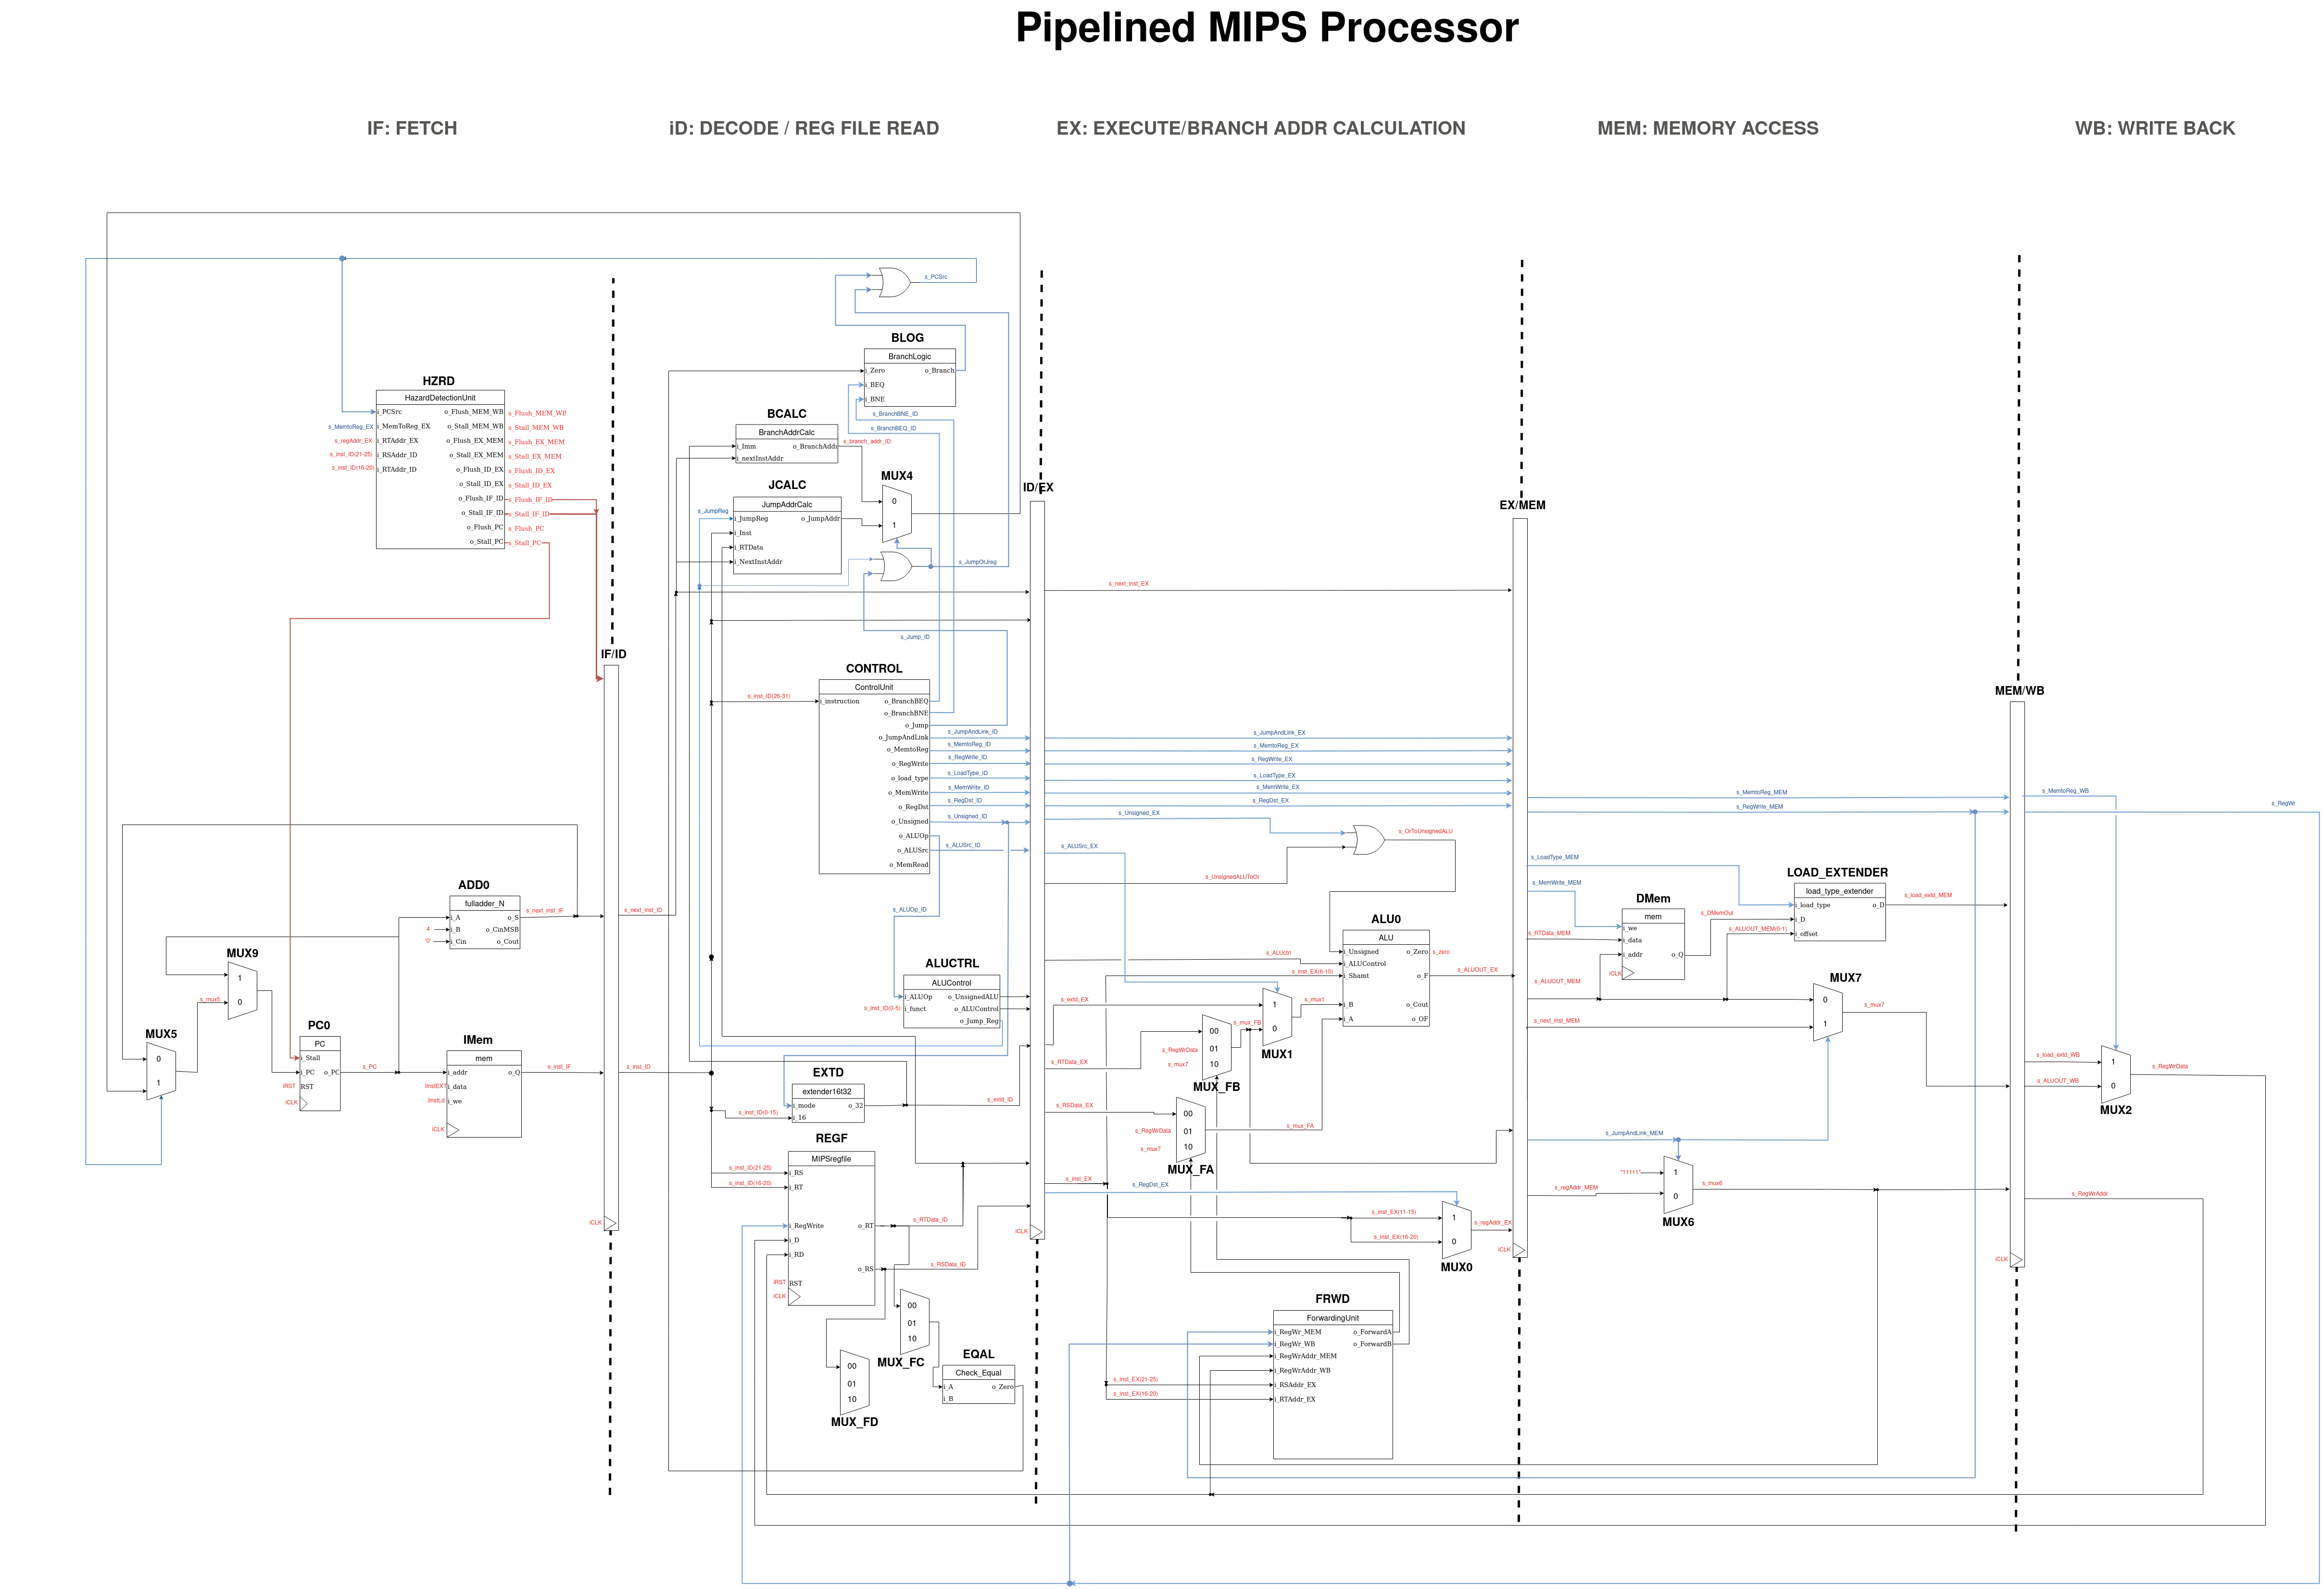 Pipelined MIPS Processor
IF: FETCH
iD: DECODE / REG FILE READ
EX: EXECUTE/BRANCH ADDR CALCULATION
MEM: MEMORY ACCESS
WB: WRITE BACK
HZRD
HazardDetectionUnit
i_PCSrc
o_Flush_MEM_WB
s_Flush_MEM_WB
s_MemtoReg_EX
i_MemToReg_EX
o_Stall_MEM_WB
s_Stall_MEM_WB
s_regAddr_EX
i_RTAddr_EX
o_Flush_EX_MEM
s_Flush_EX_MEM
s_inst_ID(21-25)
i_RSAddr_ID
o_Stall_EX_MEM
s_Stall_EX_MEM
s_inst_ID(16-20)
i_RTAddr_ID
o_Flush_ID_EX
s_Flush_ID_EX
o_Stall_ID_EX
s_Stall_ID_EX
o_Flush_IF_ID
s_Flush_IF_ID
o_Stall_IF_ID
s_Stall_IF_ID
o_Flush_PC
s_Flush_PC
o_Stall_PC
s_Stall_PC
MUX5
0
1
s_mux5
MUX9
1
0
PC0
PC
i_Stall
i_PC
o_PC
iRST
RST
iCLK
s_PC
ADD0
fulladder_N
i_A
o_S
4
i_B
o_CinMSB
'0'
i_Cin
o_Cout
s_next_inst_IF
IMem
mem
i_addr
o_Q
iInstEXT
i_data
iInstLd
i_we
iCLK
s_inst_IF
IF/ID
iCLK
s_next_inst_ID
s_inst_ID
s_PCSrc
BLOG
BranchLogic
i_Zero
o_Branch
i_BEQ
i_BNE
s_BranchBNE_ID
s_BranchBEQ_ID
BCALC
BranchAddrCalc
i_Imm
o_BranchAddr
i_nextInstAddr
s_branch_addr_ID
JCALC
JumpAddrCalc
s_JumpReg
i_JumpReg
o_JumpAddr
i_Inst
i_RTData
i_NextInstAddr
MUX4
0
1
s_JumpOrJreg
s_Jump_ID
CONTROL
ControlUnit
s_inst_ID(26-31)
i_instruction
o_BranchBEQ
o_BranchBNE
o_Jump
o_JumpAndLink
s_JumpAndLink_ID
o_MemtoReg
s_MemtoReg_ID
o_RegWrite
s_RegWrite_ID
o_load_type
s_LoadType_ID
o_MemWrite
s_MemWrite_ID
o_RegDst
s_RegDst_ID
o_Unsigned
s_Unsigned_ID
o_ALUOp
o_ALUSrc
s_ALUSrc_ID
o_MemRead
s_ALUOp_ID
ALUCTRL
ALUControl
i_ALUOp
o_UnsignedALU
s_inst_ID(0-5)
i_funct
o_ALUControl
o_Jump_Reg
EXTD
extender16t32
i_mode
o_32
s_inst_ID(0-15)
i_16
s_extd_ID
REGF
MIPSregfile
s_inst_ID(21-25)
i_RS
s_inst_ID(16-20)
i_RT
i_RegWrite
o_RT
s_RTData_ID
i_D
i_RD
o_RS
s_RSData_ID
iRST
RST
iCLK
00
01
10
MUX_FC
00
01
10
MUX_FD
EQAL
Check_Equal
i_A
o_Zero
i_B
ID/EX
iCLK
s_next_inst_EX
s_JumpAndLink_EX
s_MemtoReg_EX
s_RegWrite_EX
s_LoadType_EX
s_MemWrite_EX
s_RegDst_EX
s_Unsigned_EX
s_OrToUnsignedALU
s_ALUSrc_EX
s_UnsignedALUToOr
ALU0
ALU
i_Unsigned
o_Zero
s_zero
s_ALUctrl
i_ALUControl
s_inst_EX(6-10)
i_Shamt
o_F
s_ALUOUT_EX
i_B
o_Cout
i_A
o_OF
s_extd_EX
1
0
MUX1
s_mux1
s_mux_FB
s_RTData_EX
00
01
10
s_RegWrData
s_mux7
MUX_FB
s_RSData_EX
00
01
10
s_RegWrData
s_mux7
MUX_FA
s_mux_FA
s_inst_EX
s_RegDst_EX
s_inst_EX(11-15)
s_inst_EX(16-20)
1
0
MUX0
s_regAddr_EX
FRWD
ForwardingUnit
i_RegWr_MEM
o_ForwardA
i_RegWr_WB
o_ForwardB
i_RegWrAddr_MEM
i_RegWrAddr_WB
s_inst_EX(21-25)
i_RSAddr_EX
s_inst_EX(16-20)
i_RTAddr_EX
EX/MEM
iCLK
s_MemtoReg_MEM
s_RegWrite_MEM
s_LoadType_MEM
s_MemWrite_MEM
s_RTData_MEM
DMem
mem
i_we
i_data
i_addr
o_Q
iCLK
s_DMemOut
s_ALUOUT_MEM(0-1)
LOAD_EXTENDER
load_type_extender
i_load_type
o_D
i_D
i_offset
s_load_extd_MEM
s_ALUOUT_MEM
s_next_inst_MEM
MUX7
0
1
s_mux7
s_JumpAndLink_MEM
"11111"
s_regAddr_MEM
1
0
MUX6
s_mux6
MEM/WB
iCLK
s_MemtoReg_WB
s_RegWr
s_load_extd_WB
s_ALUOUT_WB
1
0
MUX2
s_RegWrData
s_RegWrAddr